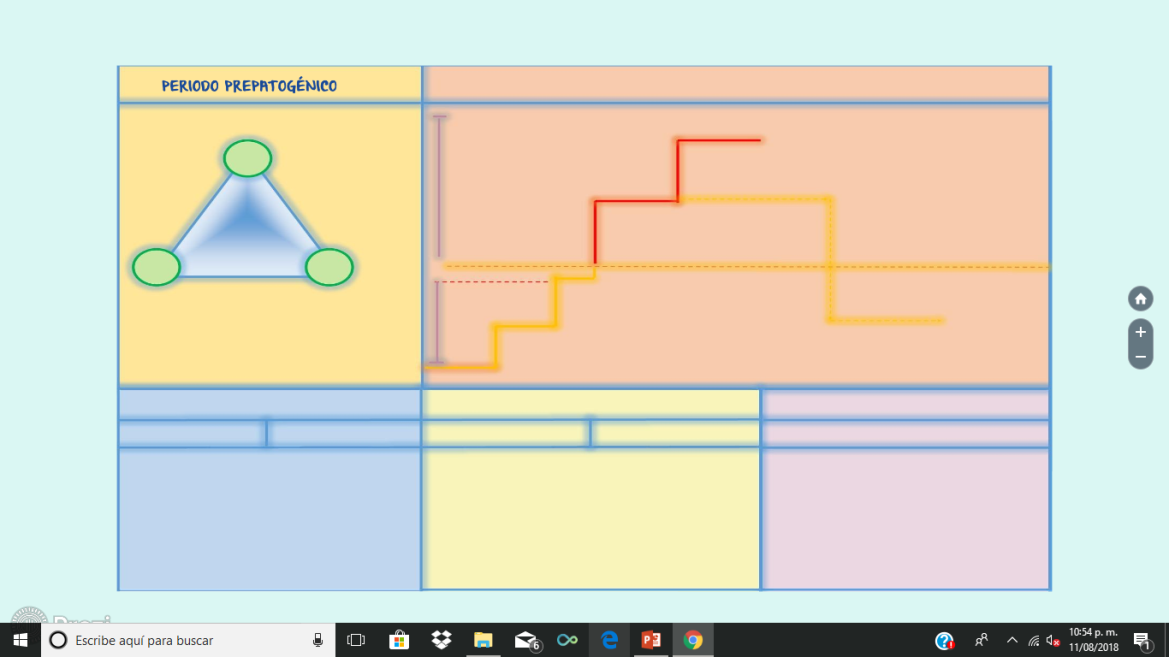 PERIODO PREPATOGÉNICO
Escribe aquí para buscar
6
10:54 p. m.
11/08/2018
1